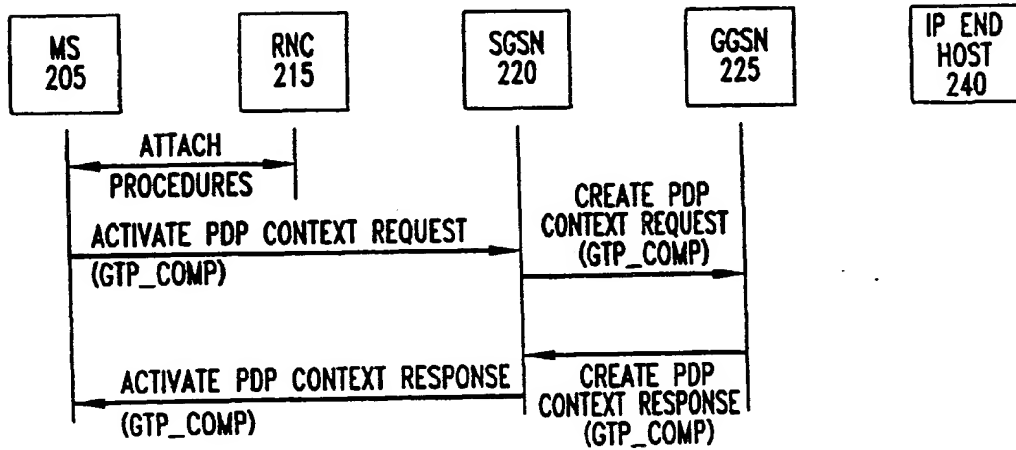 MS
205
RNC
215
SGSN
220
GGSN
225
IP END
HOST
240
ATTACH
PROCEDURES
ACTIVATE PDP CONTEXT REQUEST
(GTP_COMP)
CREATE PDP
CONTEXT REQUEST
(GTP_COMP)
ACTIVATE PDP CONTEXT RESPONSE
(GTP_COMP)
CREATE PDP
CONTEXT RESPONSE
(GTP_COMP)